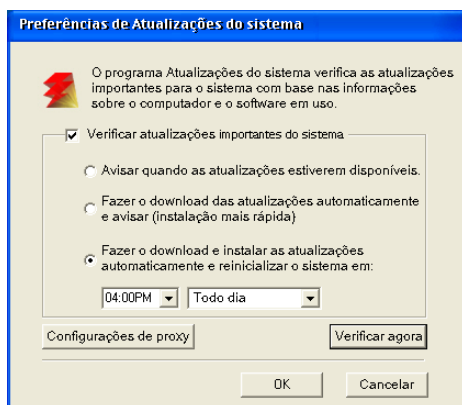 Preferências de Atualizações do sistema
O programa Atualizações do sistema verifica as atualizações
importantes para o sistema com base nas informações
sobre o computador e o software em uso.
Verificar atualizações importantes do sistema
Avisar quando as atualizações estiverem disponíveis.
Fazer o download das atualizações automaticamente
e avisar (instalação mais rápida)
Fazer o download e instalar as atualizações
automaticamente e reinicializar o sistema em:
04:00PM Todo dia
Configurações de proxy Verificar agora
OK Cancelar